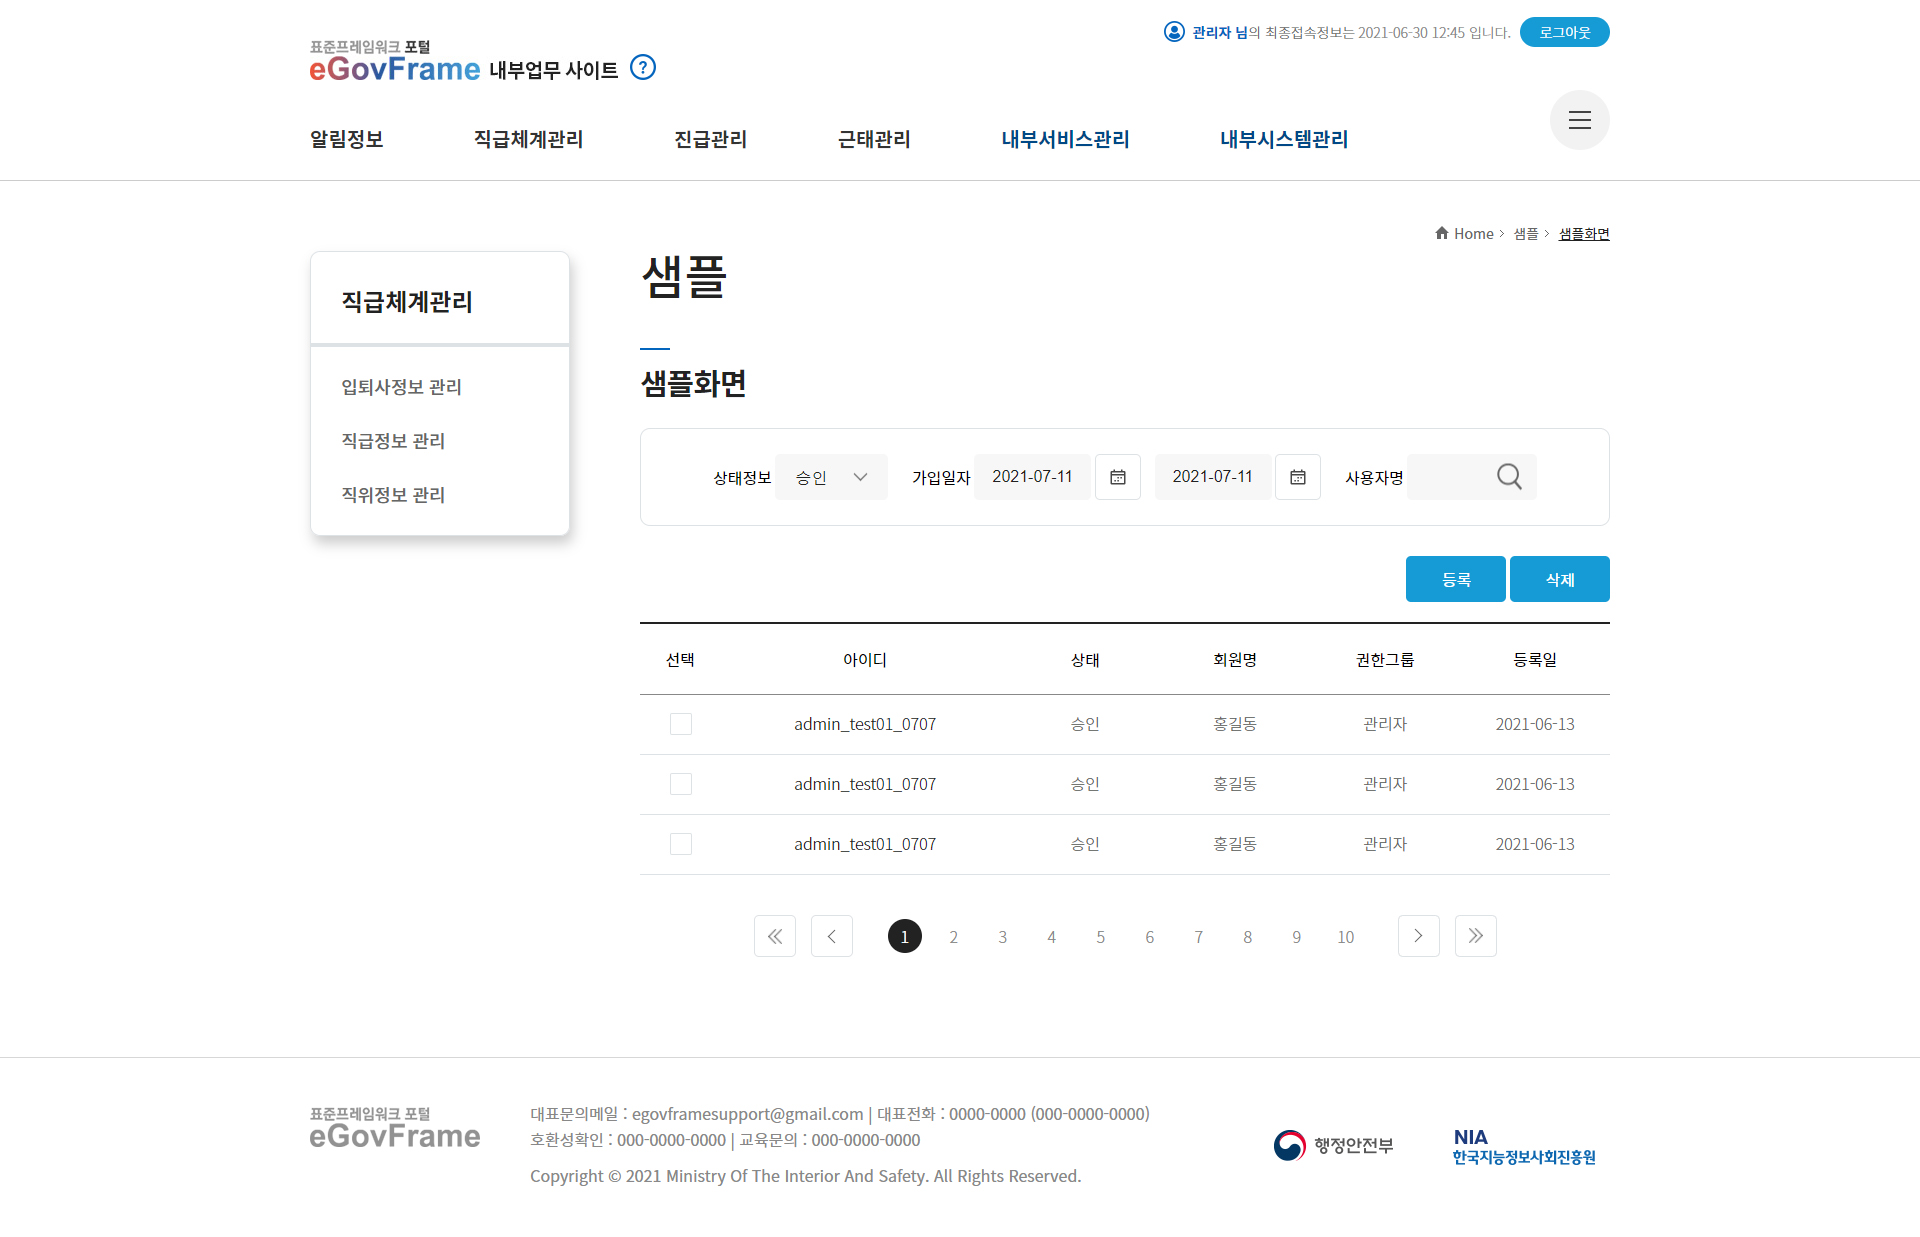 관리자 님의 최종접속정보는 2021-06-30 12:45 입니다.
로그아웃
표준프레임워크 포털
eGovFrame 내부업무 사이트 ?
알림정보 직급체계관리 진급관리 근태관리 내부서비스관리 내부시스템관리
Home > 샘플 > 샘플화면
직급체계관리
입퇴사정보 관리
직급정보 관리
직위정보 관리
샘플
샘플화면
상태정보 승인 가입일자 2021-07-11 2021-07-11 사용자명
등록 삭제
선택 아이디 상태 회원명 권한그룹 등록일
admin_test01_0707 승인 홍길동 관리자 2021-06-13
admin_test01_0707 승인 홍길동 관리자 2021-06-13
admin_test01_0707 승인 홍길동 관리자 2021-06-13
1 2 3 4 5 6 7 8 9 10
표준프레임워크 포털
eGovFrame
대표문의메일 : egovframesupport@gmail.com | 대표전화 : 0000-0000 (000-0000-0000)
호환성확인 : 000-0000-0000 | 교육문의 : 000-0000-0000
Copyright © 2021 Ministry Of The Interior And Safety. All Rights Reserved.
행정안전부
NIA
한국지능정보사회진흥원